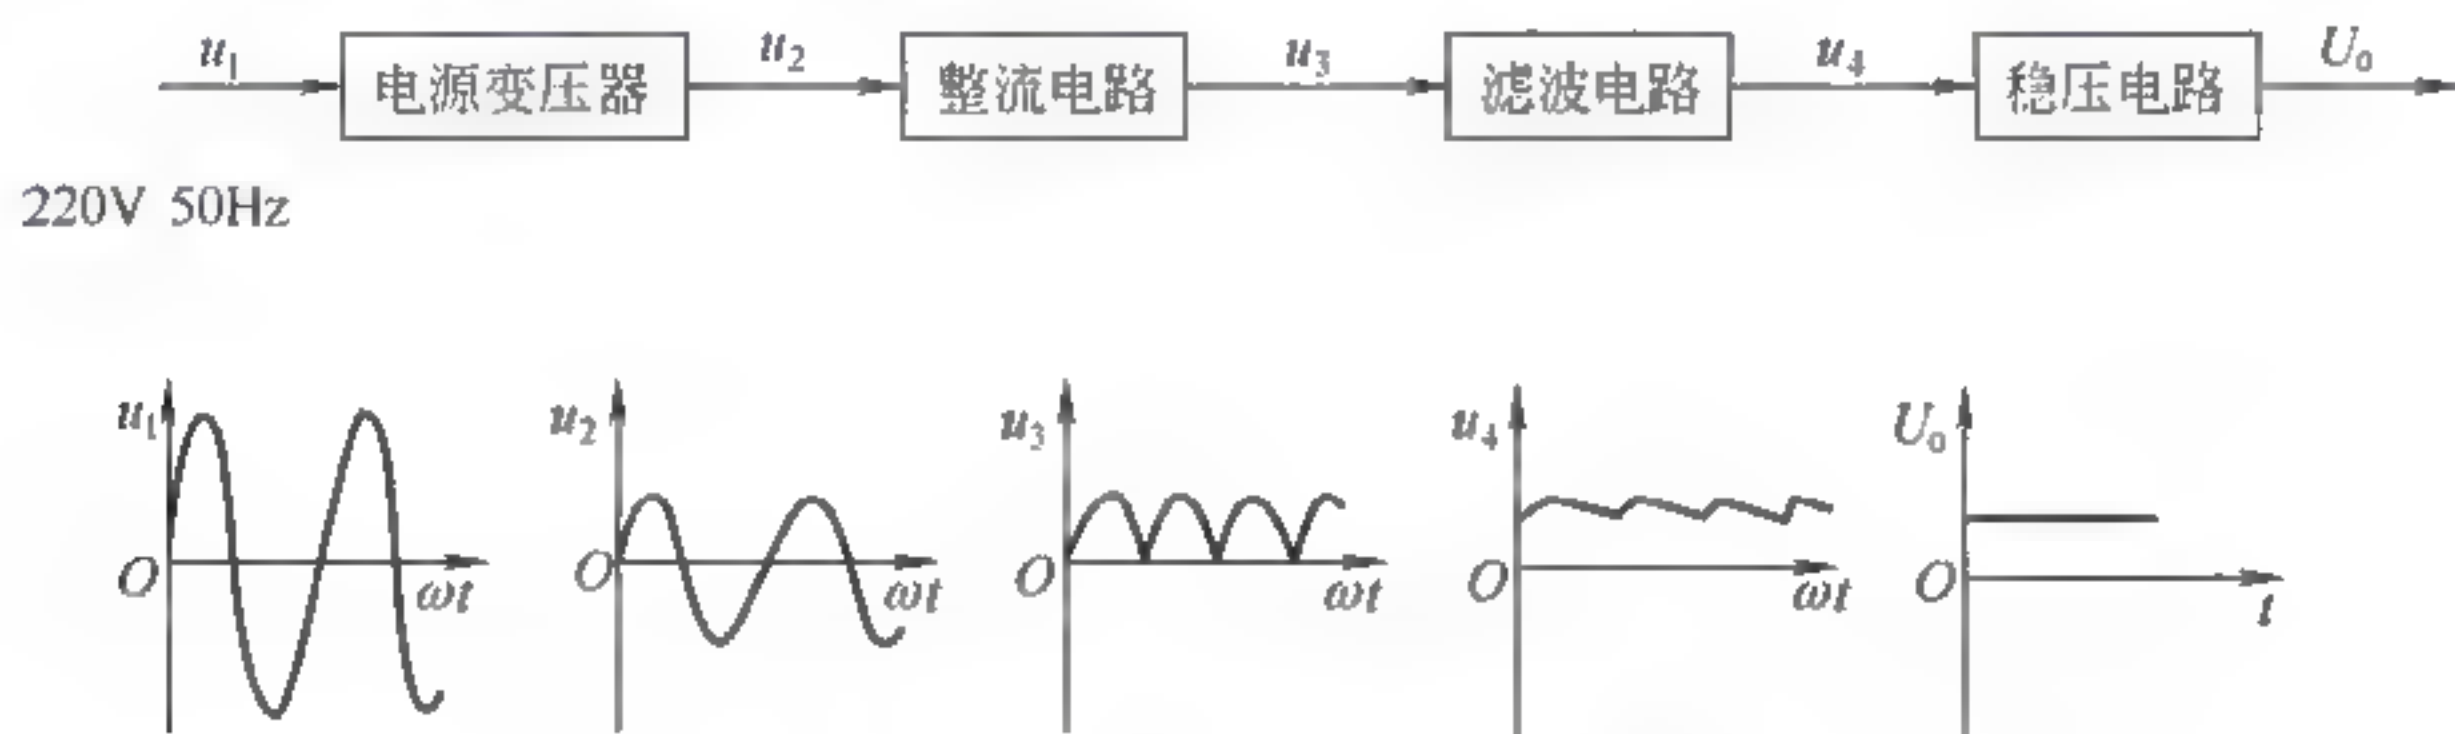 u₁ 电源变压器 u₂ 整流电路 u₃ 滤波电路 u₄ 稳压电路 U₀
220V 50Hz
u₁ u₂ u₃ u₄ U₀
O ωt O ωt O ωt O ωt O t